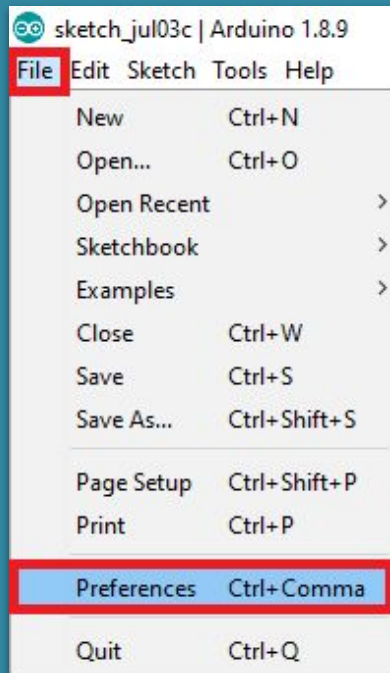 sketch_jul03c | Arduino 1.8.9
File Edit Sketch Tools Help
New Ctrl+N
Open... Ctrl+O
Open Recent >
Sketchbook >
Examples >
Close Ctrl+W
Save Ctrl+S
Save As... Ctrl+Shift+S
Page Setup Ctrl+Shift+P
Print Ctrl+P
Preferences Ctrl+Comma
Quit Ctrl+Q